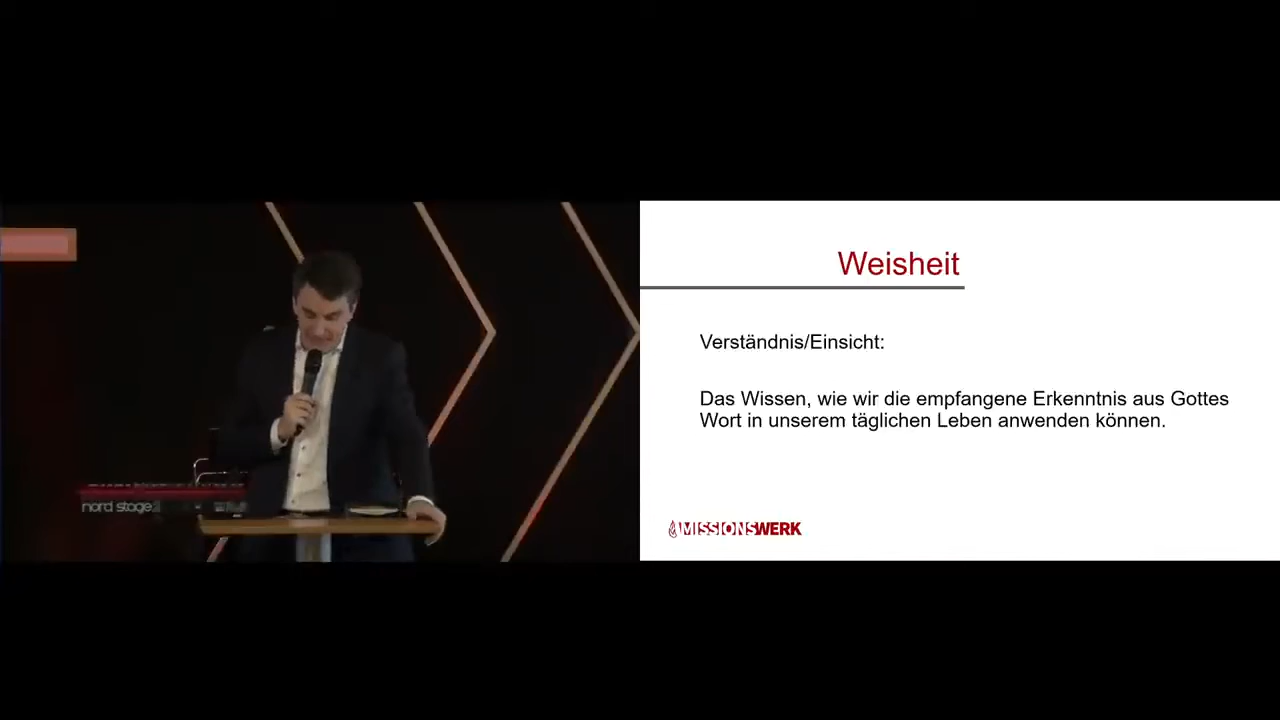 nord stage
Weisheit
Verständnis/Einsicht:
Das Wissen, wie wir die empfangene Erkenntnis aus Gottes
Wort in unserem täglichen Leben anwenden können.
MISSIONSWERK